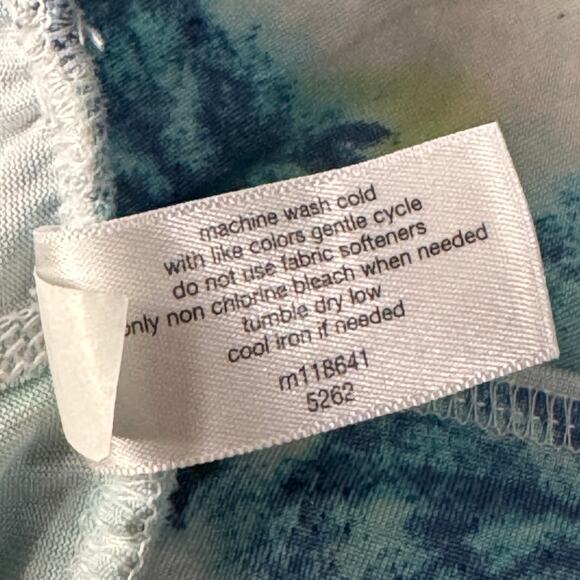 machine wash cold
with like colors gentle cycle
do not use fabric softeners
only non chlorine bleach when needed
tumble dry low
cool iron if needed
m118641
5262